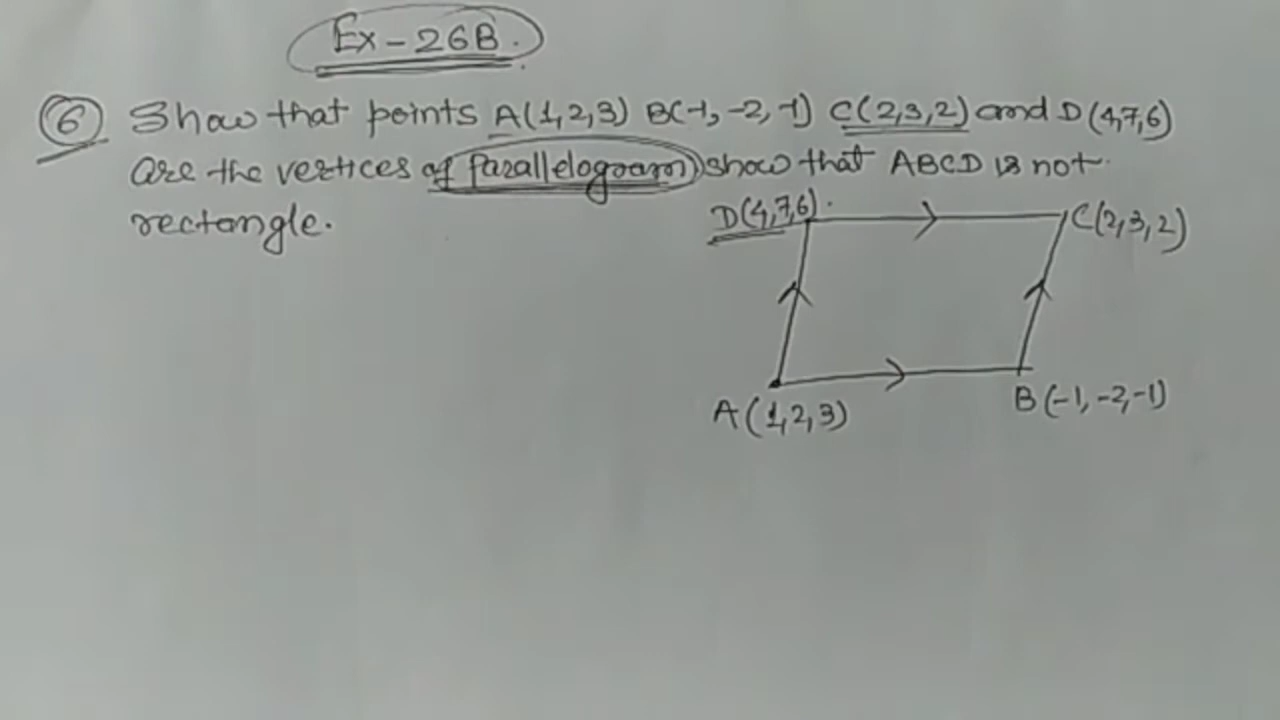 Ex-26B.
6 Show that points A(1,2,3) B(-1,-2,-1) C(2,3,2) and D(4,7,6)
are the vertices of Parallelogram) show that ABCD is not
rectangle.
D(4,7,6).
C(2,3,2)
A(1,2,3)
B(-1,-2,-1)